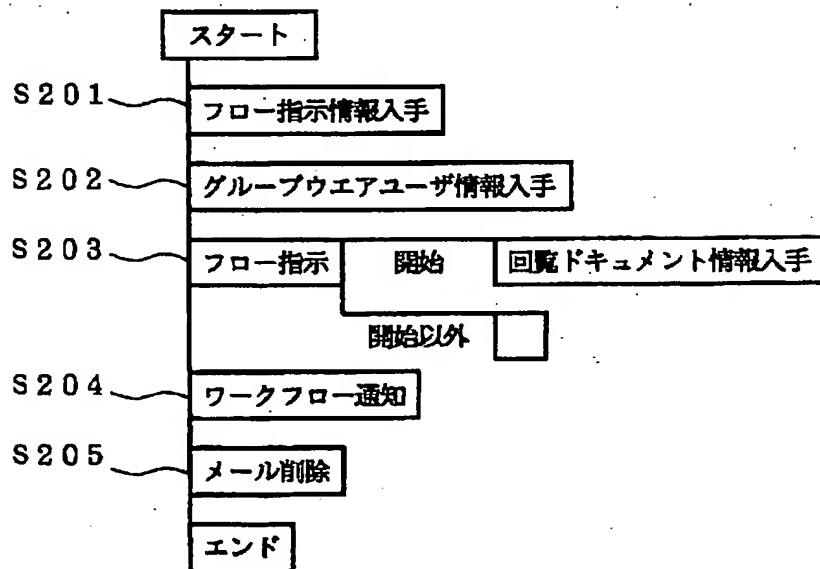 スタート
S201
フロー指示情報入手
S202
グループウエアユーザ情報入手
S203
フロー指示
開始
回覧ドキュメント情報入手
開始以外
S204
ワークフロー通知
S205
メール削除
エンド